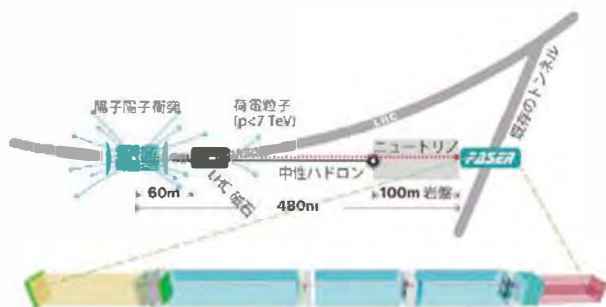 陽子陽子衝突
荷電粒子
(p<7 TeV)
LHC
既存のトンネル
ニュートリノ
FASER
中性ハドロン
LHC 磁石
60m
100m 岩盤
480m